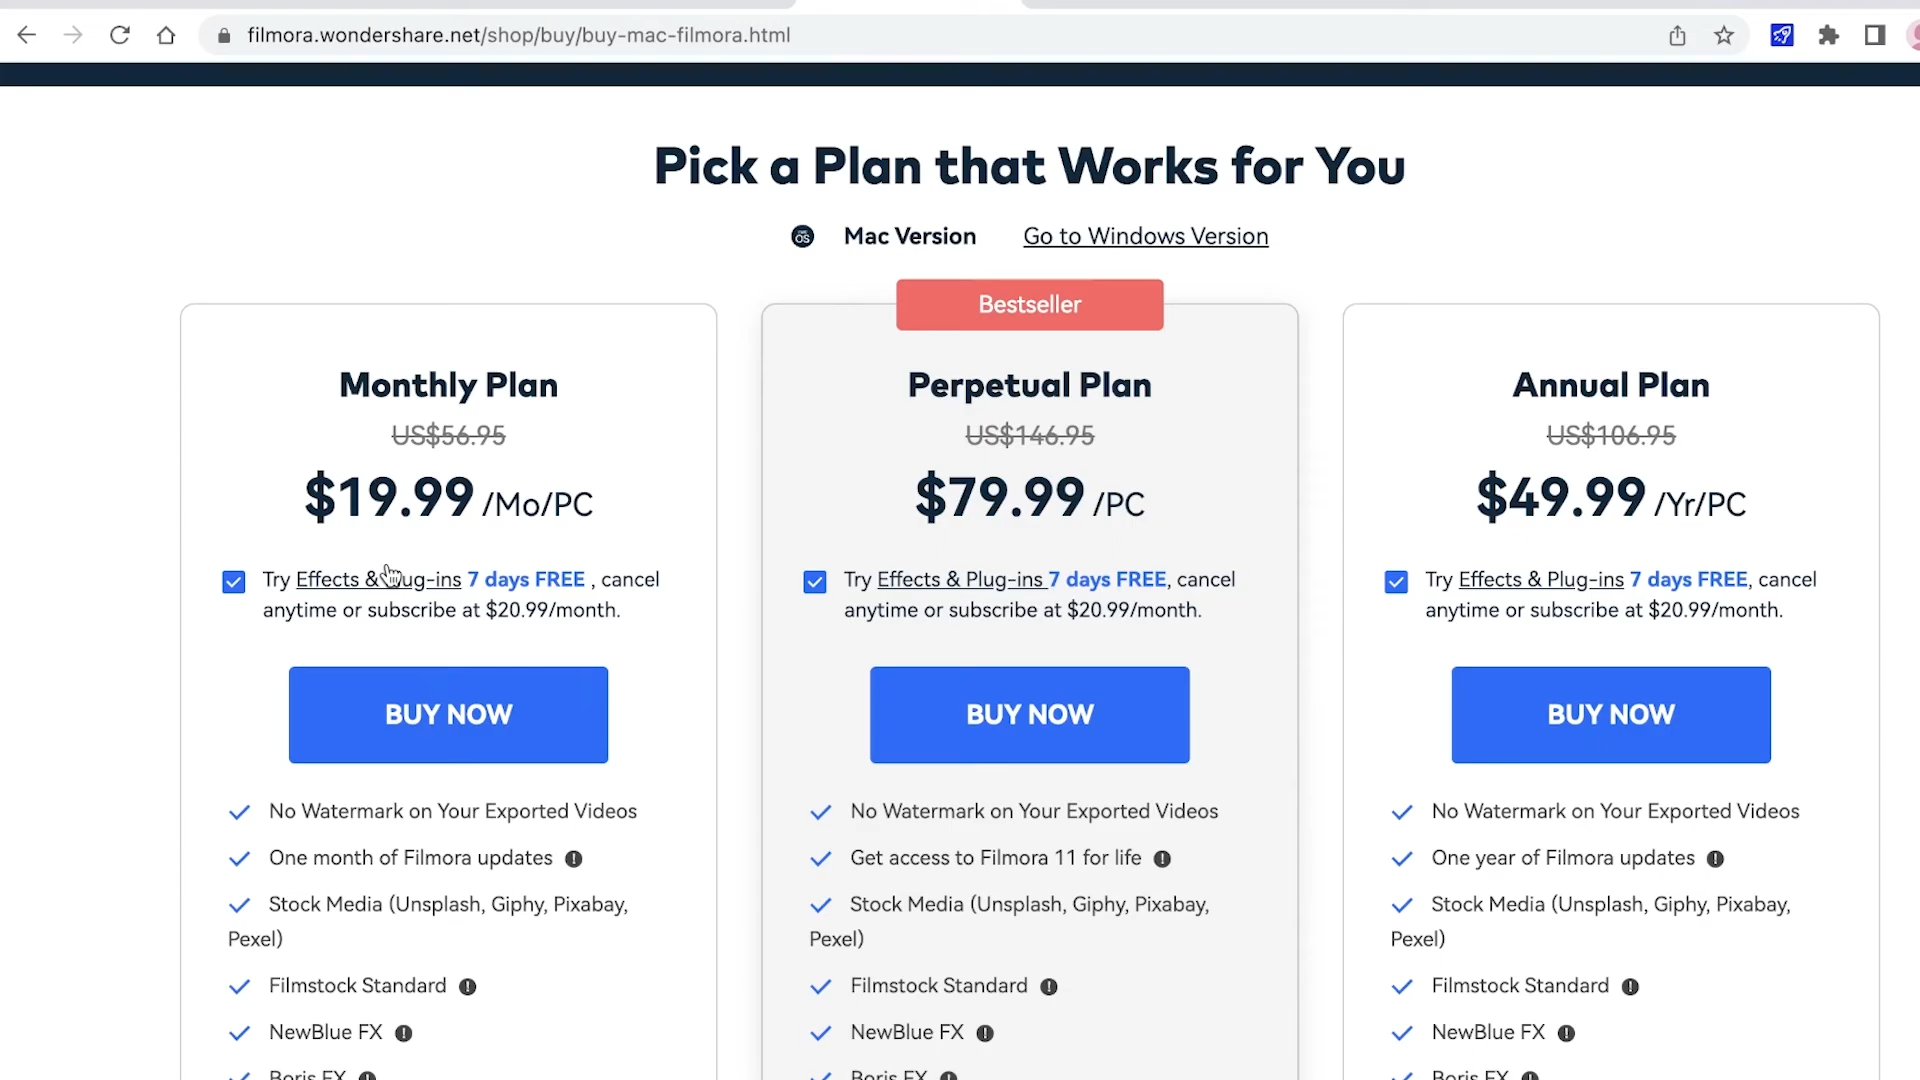 filmora.wondershare.net/shop/buy/buy-mac-filmora.html
Pick a Plan that Works for You
Mac Version Go to Windows Version
Bestseller
Monthly Plan
US$56.95
$19.99 /Mo/PC
Try Effects & Plug-ins 7 days FREE , cancel
anytime or subscribe at $20.99/month.
BUY NOW
No Watermark on Your Exported Videos
One month of Filmora updates
Stock Media (Unsplash, Giphy, Pixabay,
Pexel)
Filmstock Standard
NewBlue FX
Boris FX
Perpetual Plan
US$146.95
$79.99 /PC
Try Effects & Plug-ins 7 days FREE, cancel
anytime or subscribe at $20.99/month.
BUY NOW
No Watermark on Your Exported Videos
Get access to Filmora 11 for life
Stock Media (Unsplash, Giphy, Pixabay,
Pexel)
Filmstock Standard
NewBlue FX
Boris FX
Annual Plan
US$106.95
$49.99 /Yr/PC
Try Effects & Plug-ins 7 days FREE, cancel
anytime or subscribe at $20.99/month.
BUY NOW
No Watermark on Your Exported Videos
One year of Filmora updates
Stock Media (Unsplash, Giphy, Pixabay,
Pexel)
Filmstock Standard
NewBlue FX
Boris FX